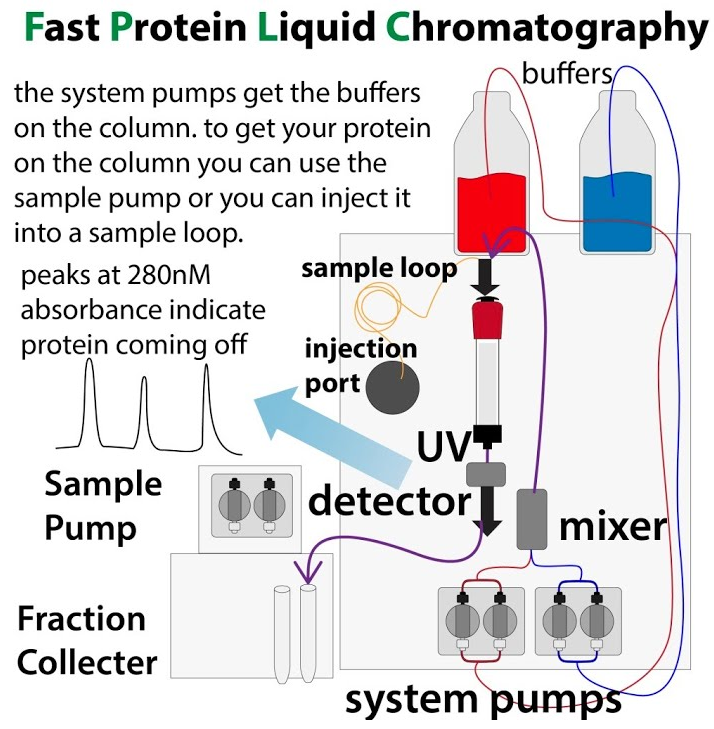 Fast Protein Liquid Chromatography
buffers
the system pumps get the buffers
on the column. to get your protein
on the column you can use the
sample pump or you can inject it
into a sample loop.
peaks at 280nM
absorbance indicate
protein coming off
sample loop
injection
port
UV
detector
mixer
Sample
Pump
Fraction
Collecter
system pumps